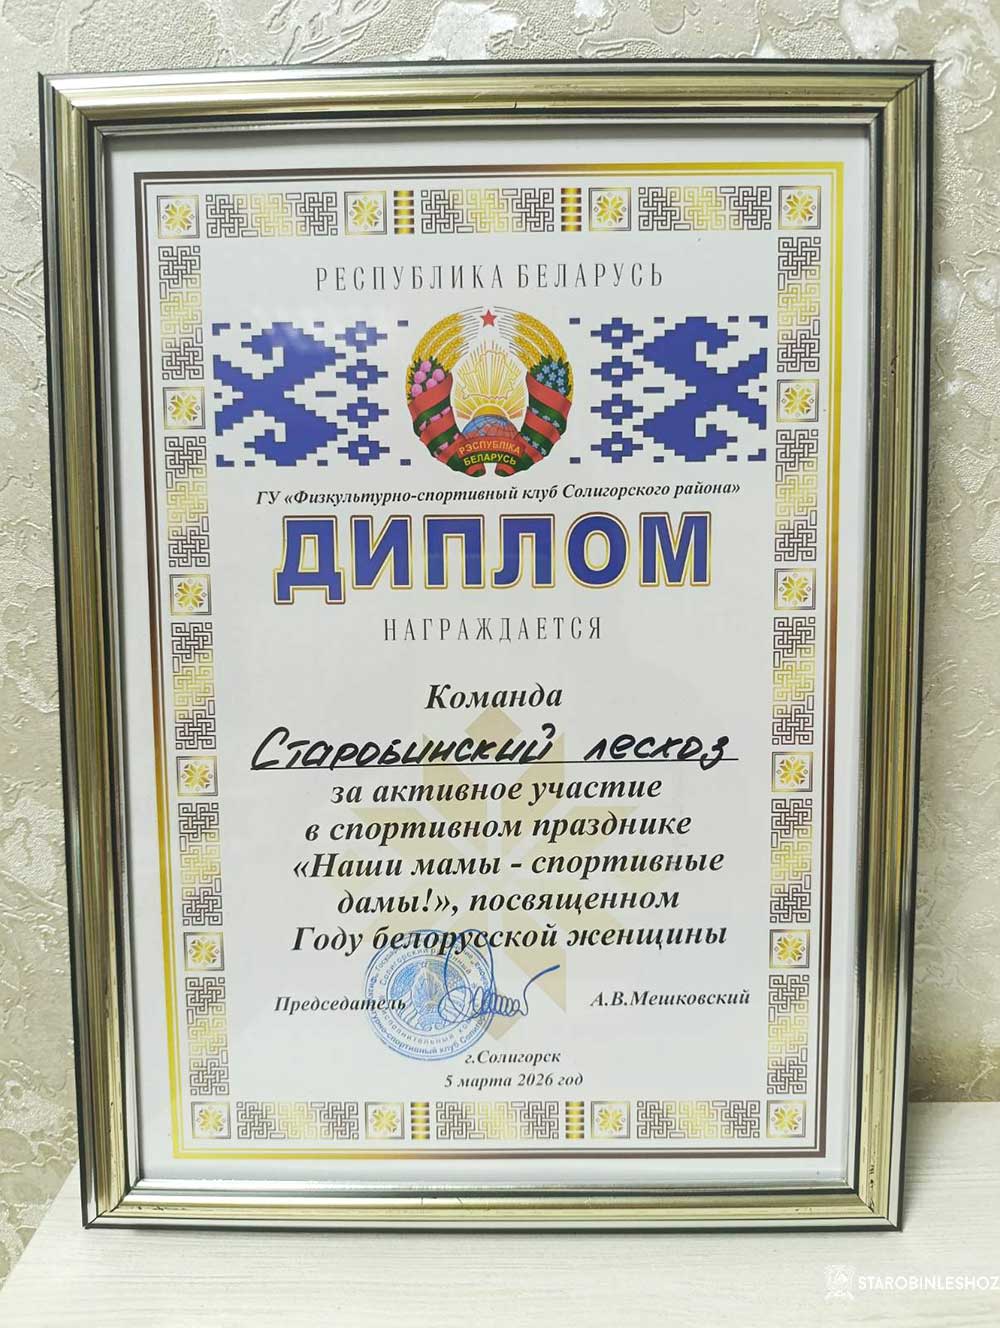 РЕСПУБЛИКА БЕЛАРУСЬ
РЭСПУБЛІКА
БЕЛАРУСЬ
ГУ «Физкультурно-спортивный клуб Солигорского района»
ДИПЛОМ
НАГРАЖДАЕТСЯ
Команда
Старобинский лесхоз
за активное участие
в спортивном празднике
«Наши мамы - спортивные
дамы!», посвященном
Году белорусской женщины
Председатель А.В.Мешковский
г.Солигорск
5 марта 2026 год
STAROBINLESHOZ